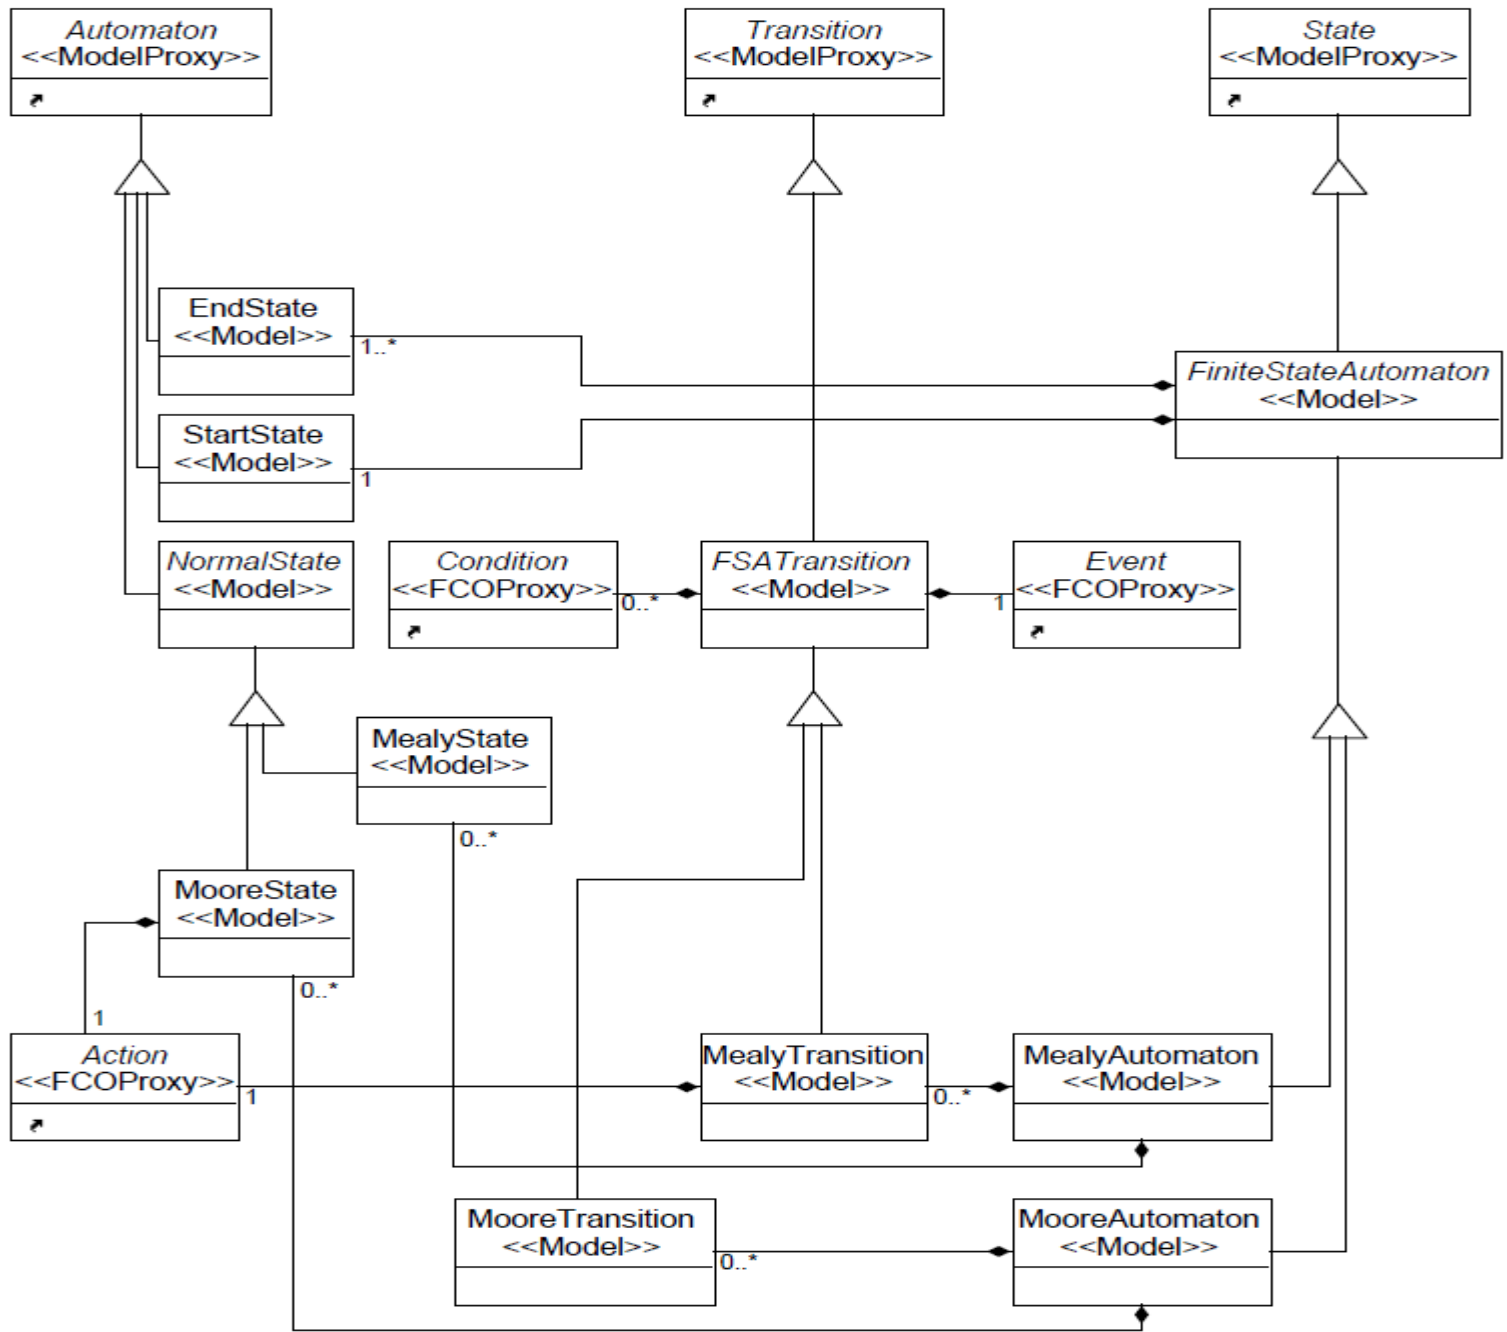 Automaton
<<ModelProxy>>
Transition
<<ModelProxy>>
State
<<ModelProxy>>
EndState
<<Model>>
1..*
FiniteStateAutomaton
<<Model>>
StartState
<<Model>>
1
NormalState
<<Model>>
Condition
<<FCOProxy>>
0..*
FSATransition
<<Model>>
Event
<<FCOProxy>>
1
MealyState
<<Model>>
0..*
MooreState
<<Model>>
0..*
1
Action
<<FCOProxy>>
1
MealyTransition
<<Model>>
0..*
MealyAutomaton
<<Model>>
MooreTransition
<<Model>>
0..*
MooreAutomaton
<<Model>>